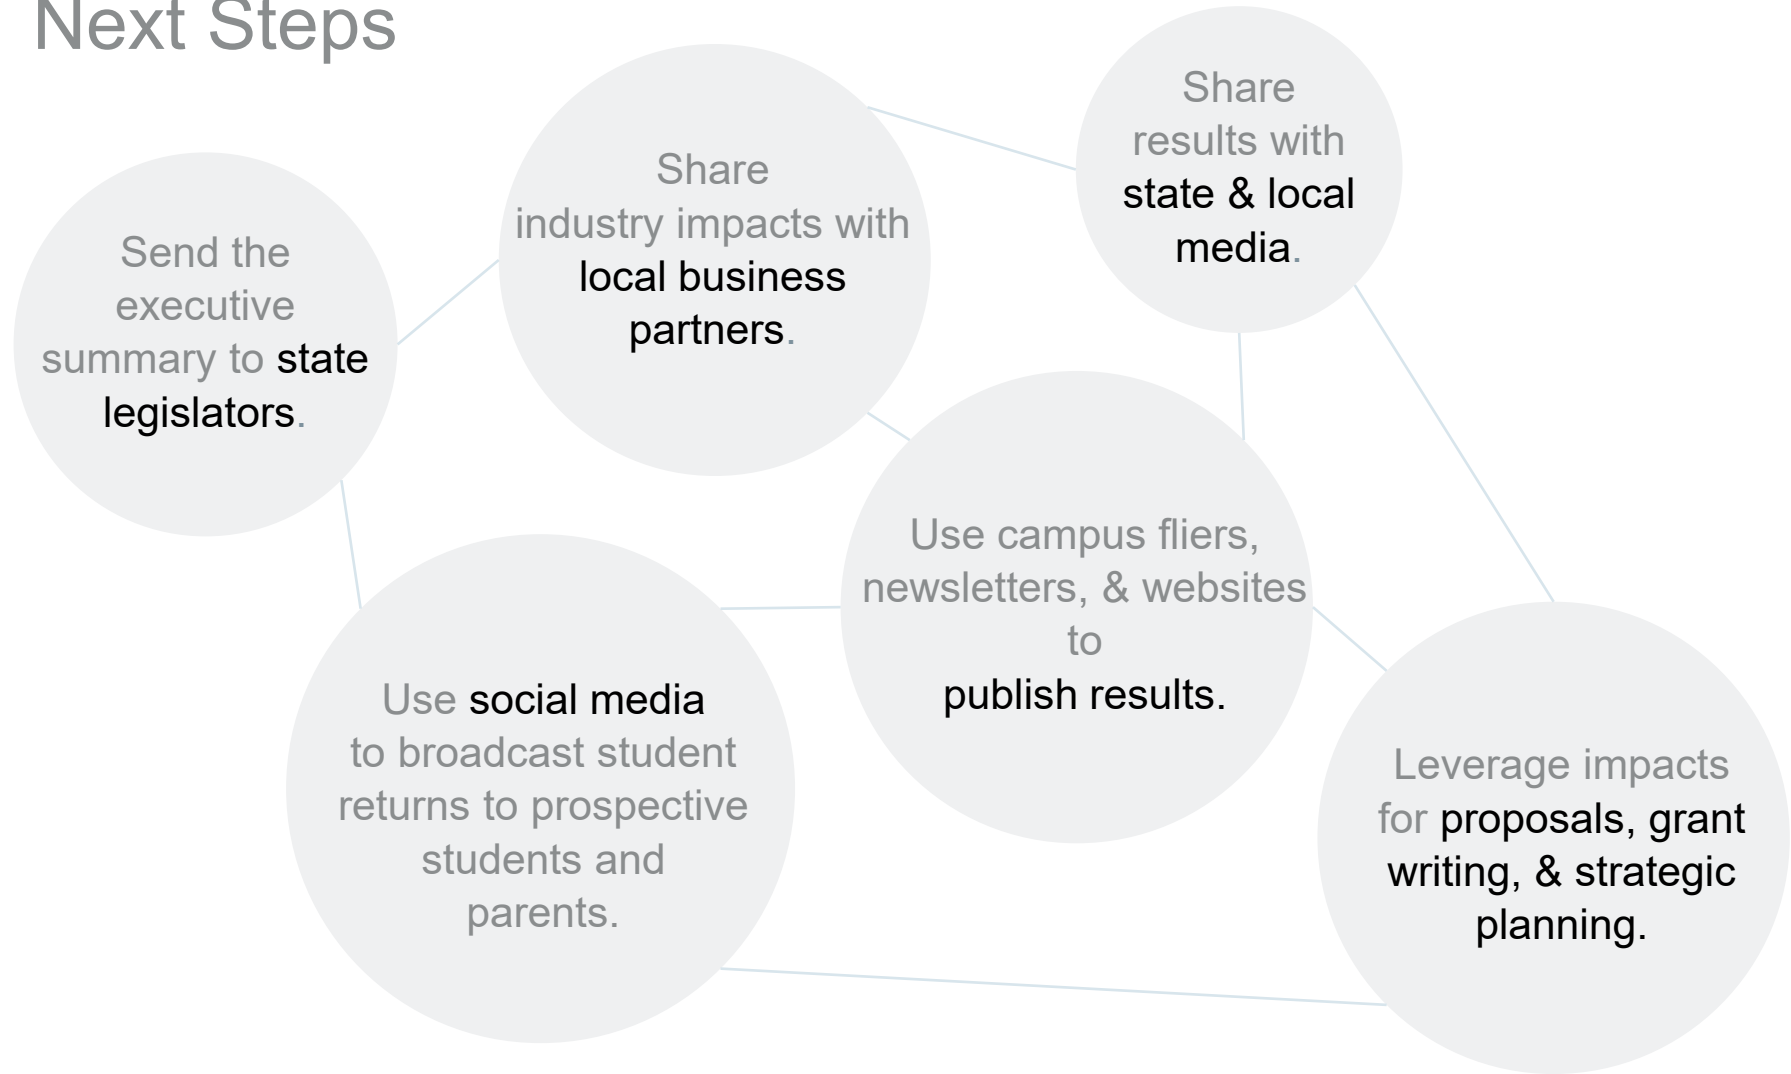 Next Steps
Send the
executive
summary to state
legislators.
Share
industry impacts with
local business
partners.
Share
results with
state & local
media.
Use social media
to broadcast student
returns to prospective
students and
parents.
Use campus fliers,
newsletters, & websites
to
publish results.
Leverage impacts
for proposals, grant
writing, & strategic
planning.